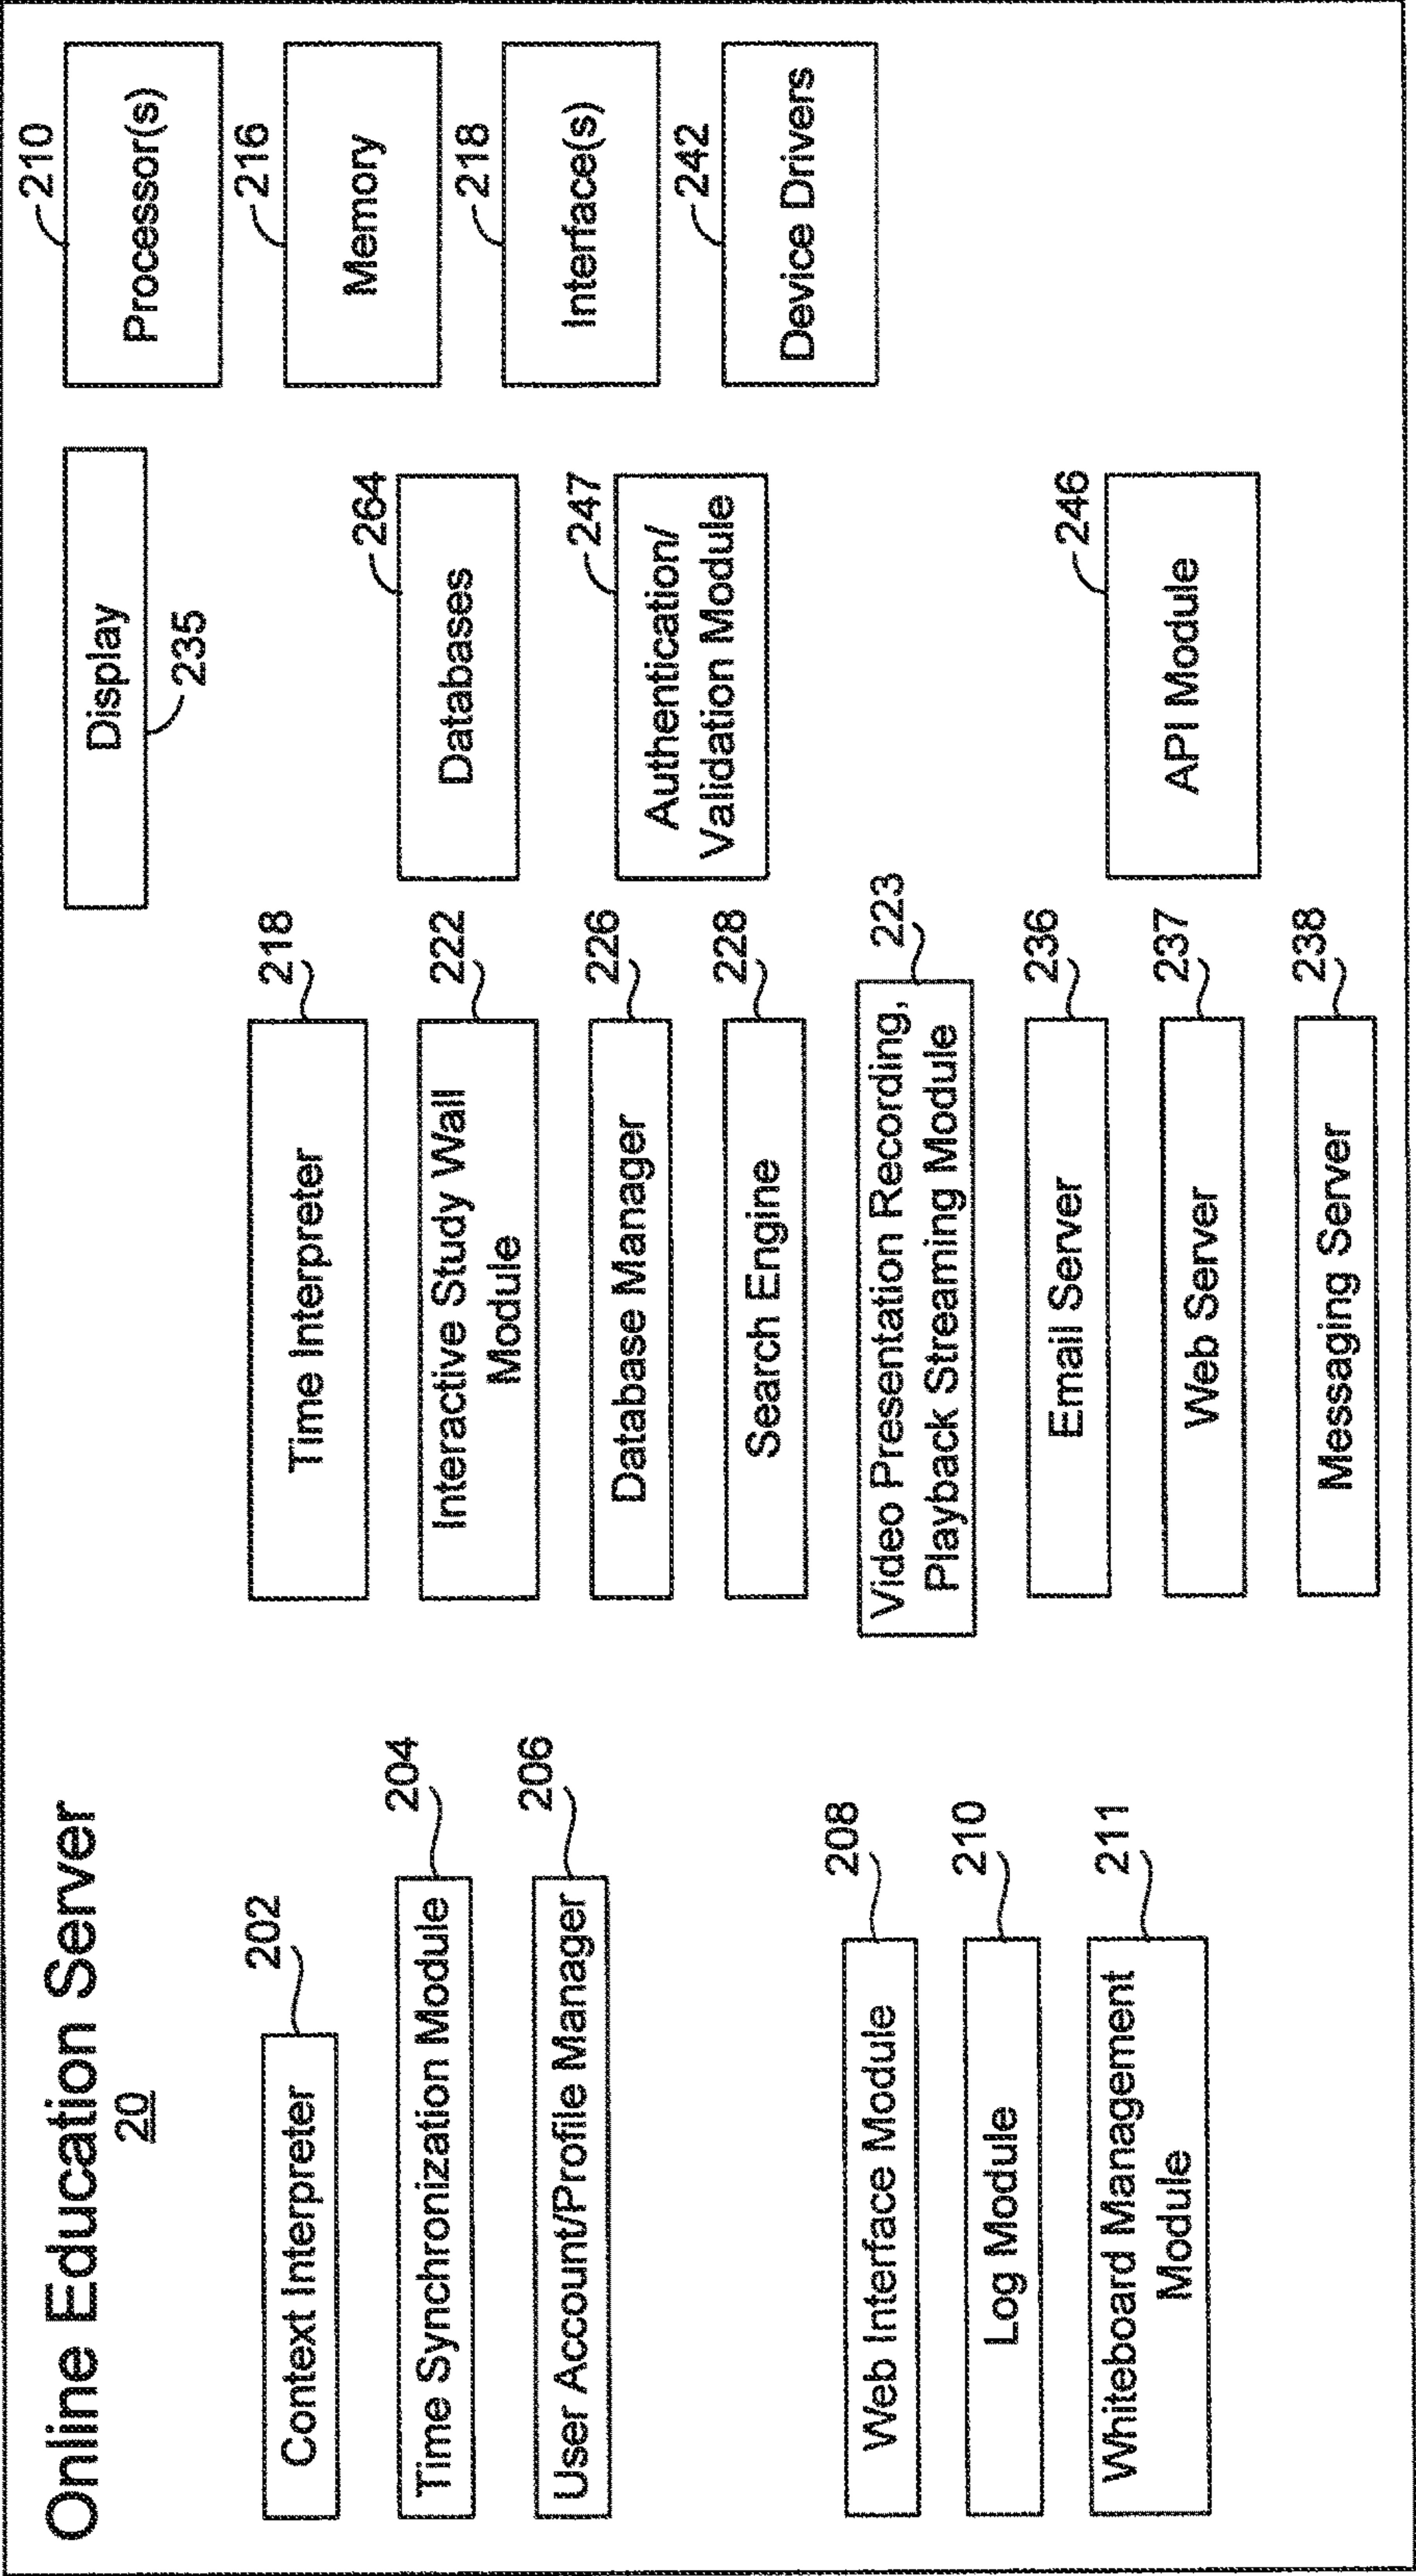 Online Education Server
20
202
Context Interpreter
204
Time Synchronization Module
206
User Account/Profile Manager
208
Web Interface Module
210
Log Module
211
Whiteboard Management
Module
218
Time Interpreter
222
Interactive Study Wall
Module
226
Database Manager
228
Search Engine
223
Video Presentation Recording,
Playback Streaming Module
236
Email Server
237
Web Server
238
Messaging Server
Display
235
264
Databases
247
Authentication/
Validation Module
246
API Module
210
Processor(s)
216
Memory
218
Interface(s)
242
Device Drivers